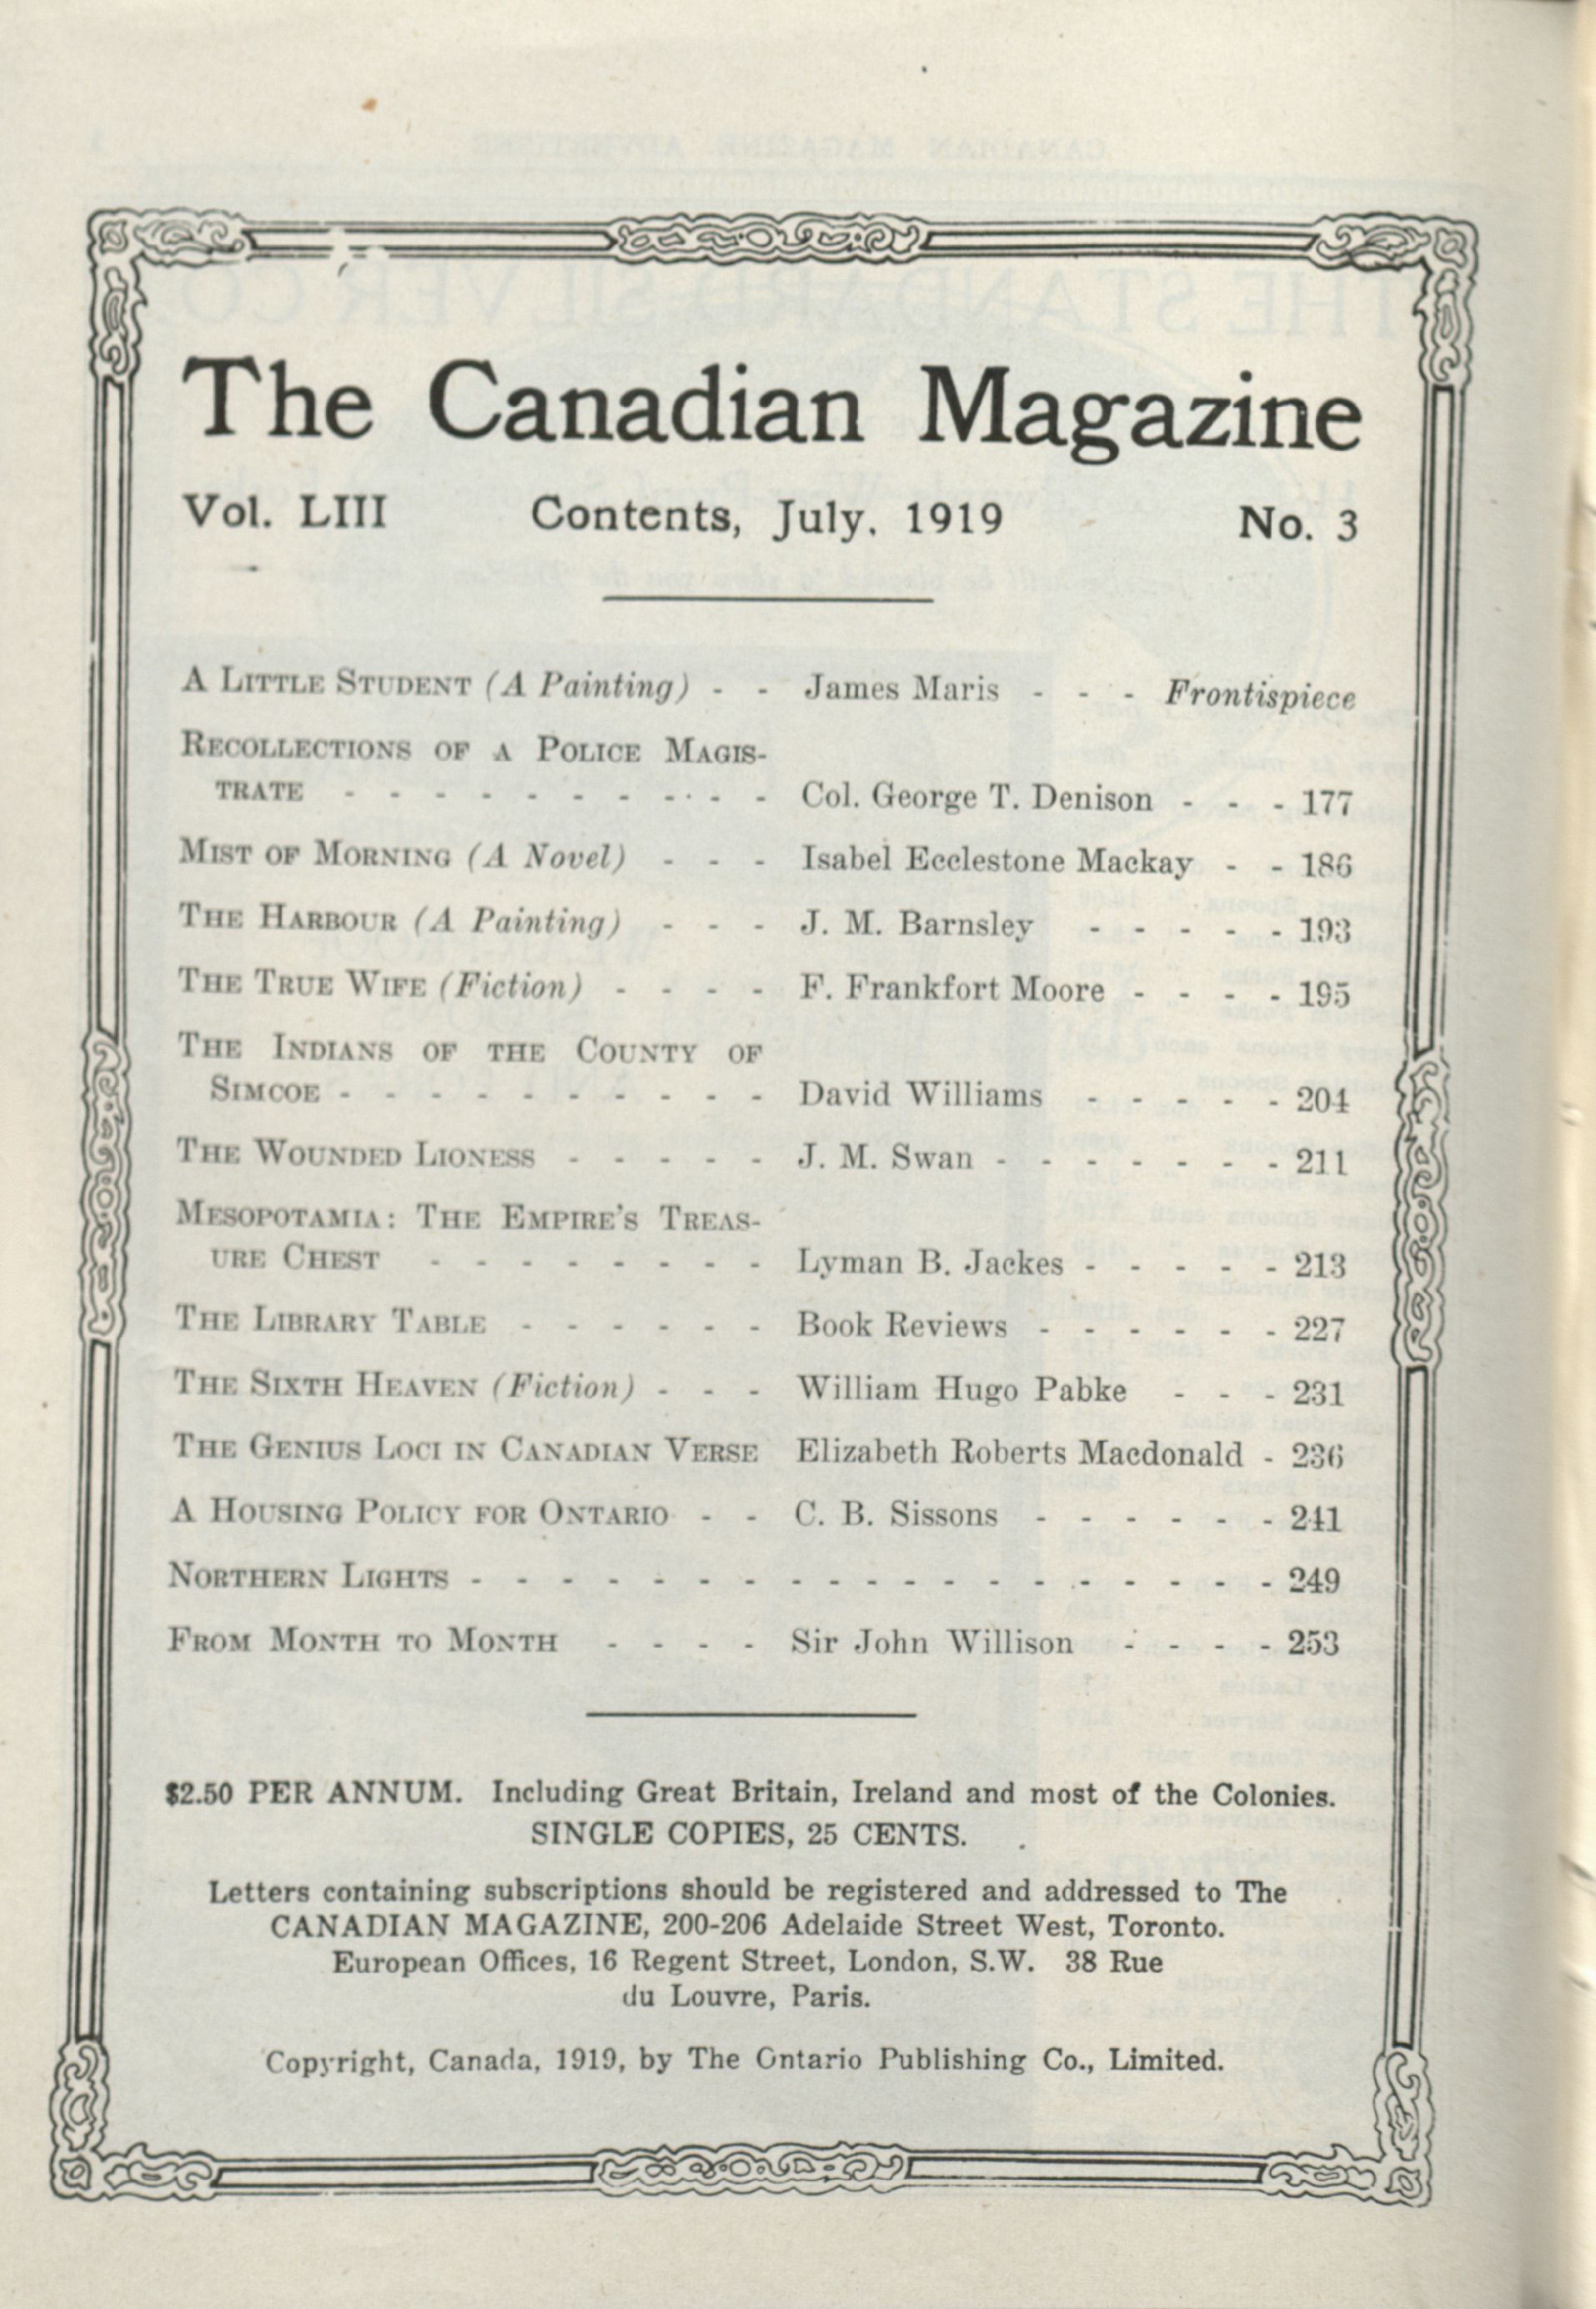 The Canadian Magazine
Vol. LIII Contents, July. 1919 No. 3
A LITTLE STUDENT (A Painting) - - James Maris - - - Frontispiece
RECOLLECTIONS OF A POLICE MAGIS-
TRATE - - - - - - - - - - Col. George T. Denison - - - 177
MIST OF MORNING (A Novel) - - - Isabel Ecclestone Mackay - - 186
THE HARBOUR (A Painting) - - - J. M. Barnsley - - - - - 193
THE TRUE WIFE (Fiction) - - - - F. Frankfort Moore - - - - 195
THE INDIANS OF THE COUNTY OF
SIMCOE - - - - - - - - - - David Williams - - - - - 204
THE WOUNDED LIONESS - - - - - J. M. Swan - - - - - - - 211
MESOPOTAMIA: THE EMPIRE'S TREAS-
URE CHEST - - - - - - - - Lyman B. Jackes - - - - - 213
THE LIBRARY TABLE - - - - - - Book Reviews - - - - - - 227
THE SIXTH HEAVEN (Fiction) - - - William Hugo Pabke - - - 231
THE GENIUS LOCI IN CANADIAN VERSE Elizabeth Roberts Macdonald - 236
A HOUSING POLICY FOR ONTARIO - - C. B. Sissons - - - - - - 241
NORTHERN LIGHTS - - - - - - - - - - - - - - - - - - 249
FROM MONTH TO MONTH - - - - Sir John Willison - - - - 253
$2.50 PER ANNUM. Including Great Britain, Ireland and most of the Colonies.
SINGLE COPIES, 25 CENTS.
Letters containing subscriptions should be registered and addressed to The
CANADIAN MAGAZINE, 200-206 Adelaide Street West, Toronto.
European Offices, 16 Regent Street, London, S.W. 38 Rue
du Louvre, Paris.
Copyright, Canada, 1919, by The Ontario Publishing Co., Limited.